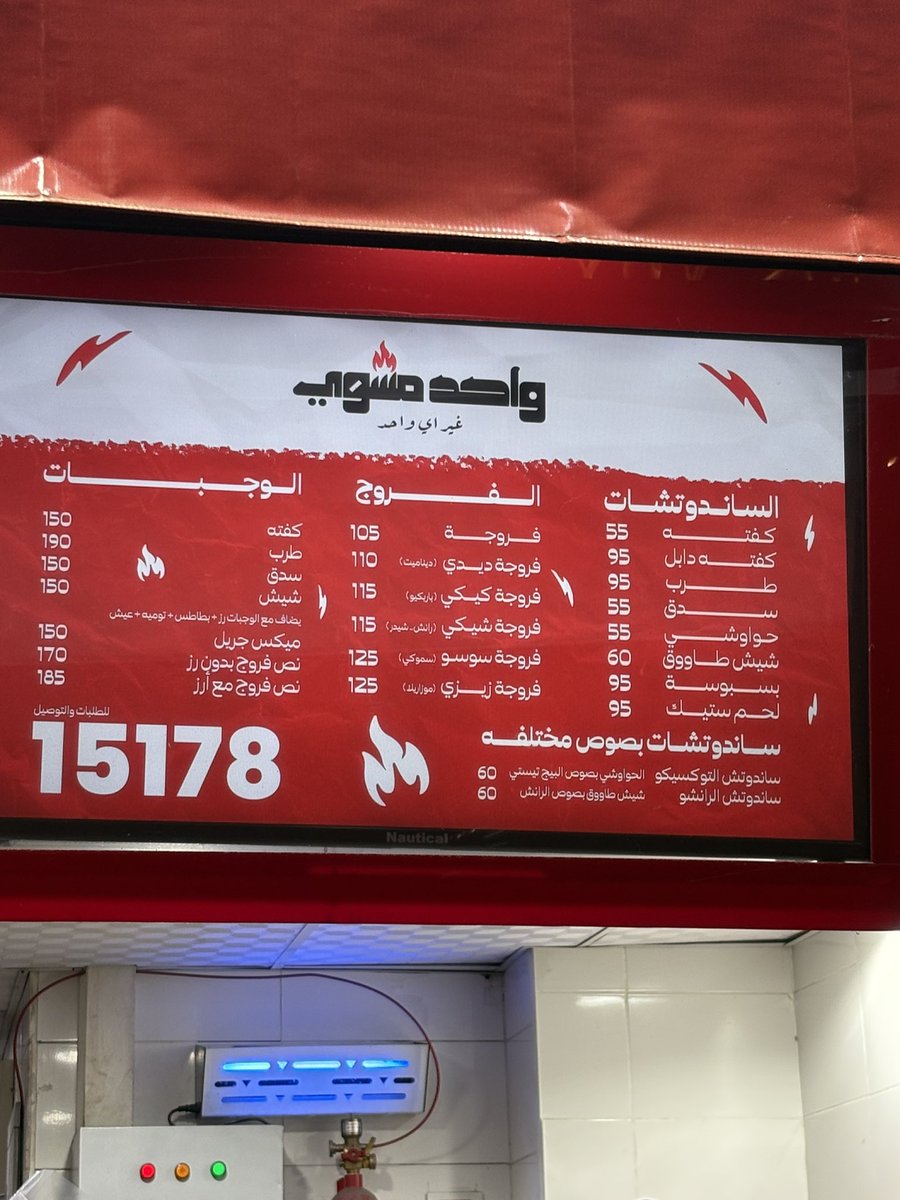 واحد مشوي
غير اي واحد
الساندوتشات
كفته 55
كفته دابل 95
طرب 95
سدق 55
حواوشي 55
شيش طاووق 60
بسبوسة 95
لحم ستيك 95
ساندوتشات بصوص مختلفه
ساندوتش التوكسيكو الحواوشي بصوص البيج تيستي 60
ساندوتش الرانشو شيش طاووق بصوص الرانش 60
الفروج
فروجة 105
فروجة ديدي (ديناميت) 110
فروجة كيكي (باربكيو) 115
فروجة شيكي (رانش-شيدر) 115
فروجة سوسو (سموكي) 125
فروجة زيزي (موزاريلا) 125
الوجبات
كفته 150
طرب 190
سدق 150
شيش 150
يضاف مع الوجبات رز + بطاطس + توميه + عيش
ميكس جريل 150
نص فروج بدون رز 170
نص فروج مع أرز 185
للطلبات والتوصيل
15178
Nautical